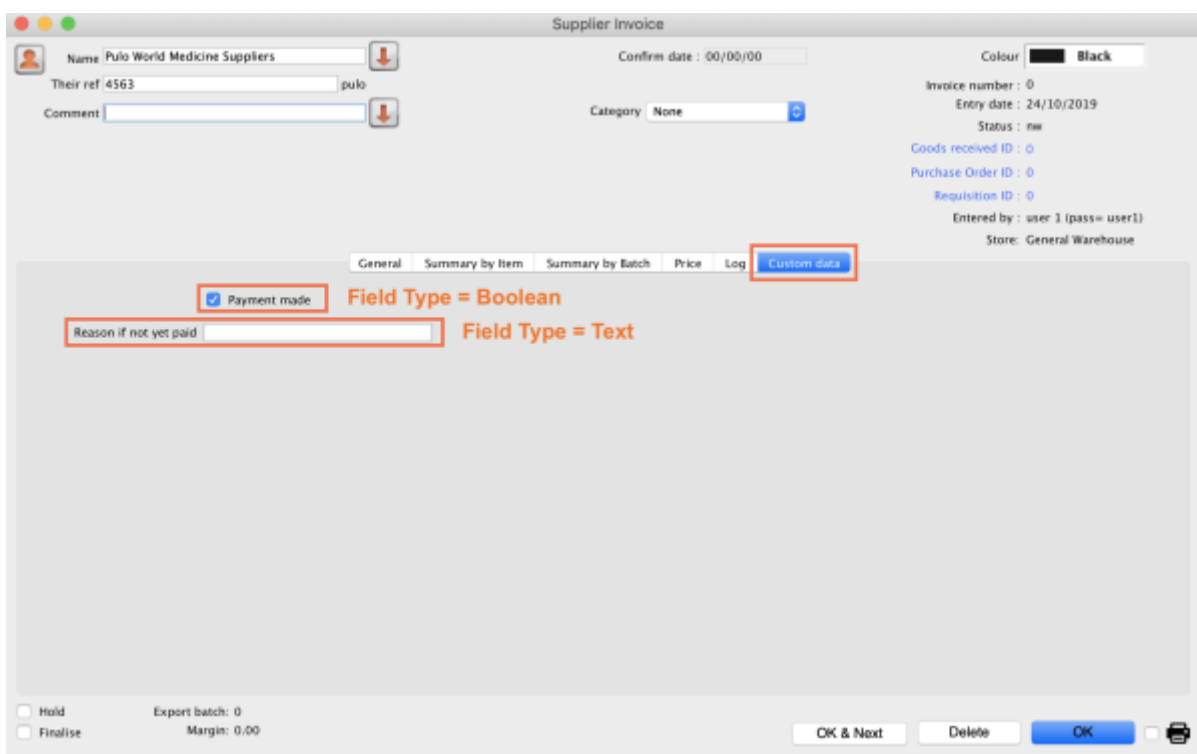 Supplier Invoice
Name Pulo World Medicine Suppliers
Confirm date : 00/00/00
Colour Black
Their ref 4563 pulo
Invoice number : 0
Comment
Category None
Entry date : 24/10/2019
Status : nw
Goods received ID : 0
Purchase Order ID : 0
Requisition ID : 0
Entered by : user 1 (pass= user1)
Store: General Warehouse
General Summary by Item Summary by Batch Price Log Custom data
Payment made Field Type = Boolean
Reason if not yet paid Field Type = Text
Hold Export batch: 0
Finalise Margin: 0.00
OK & Next Delete OK